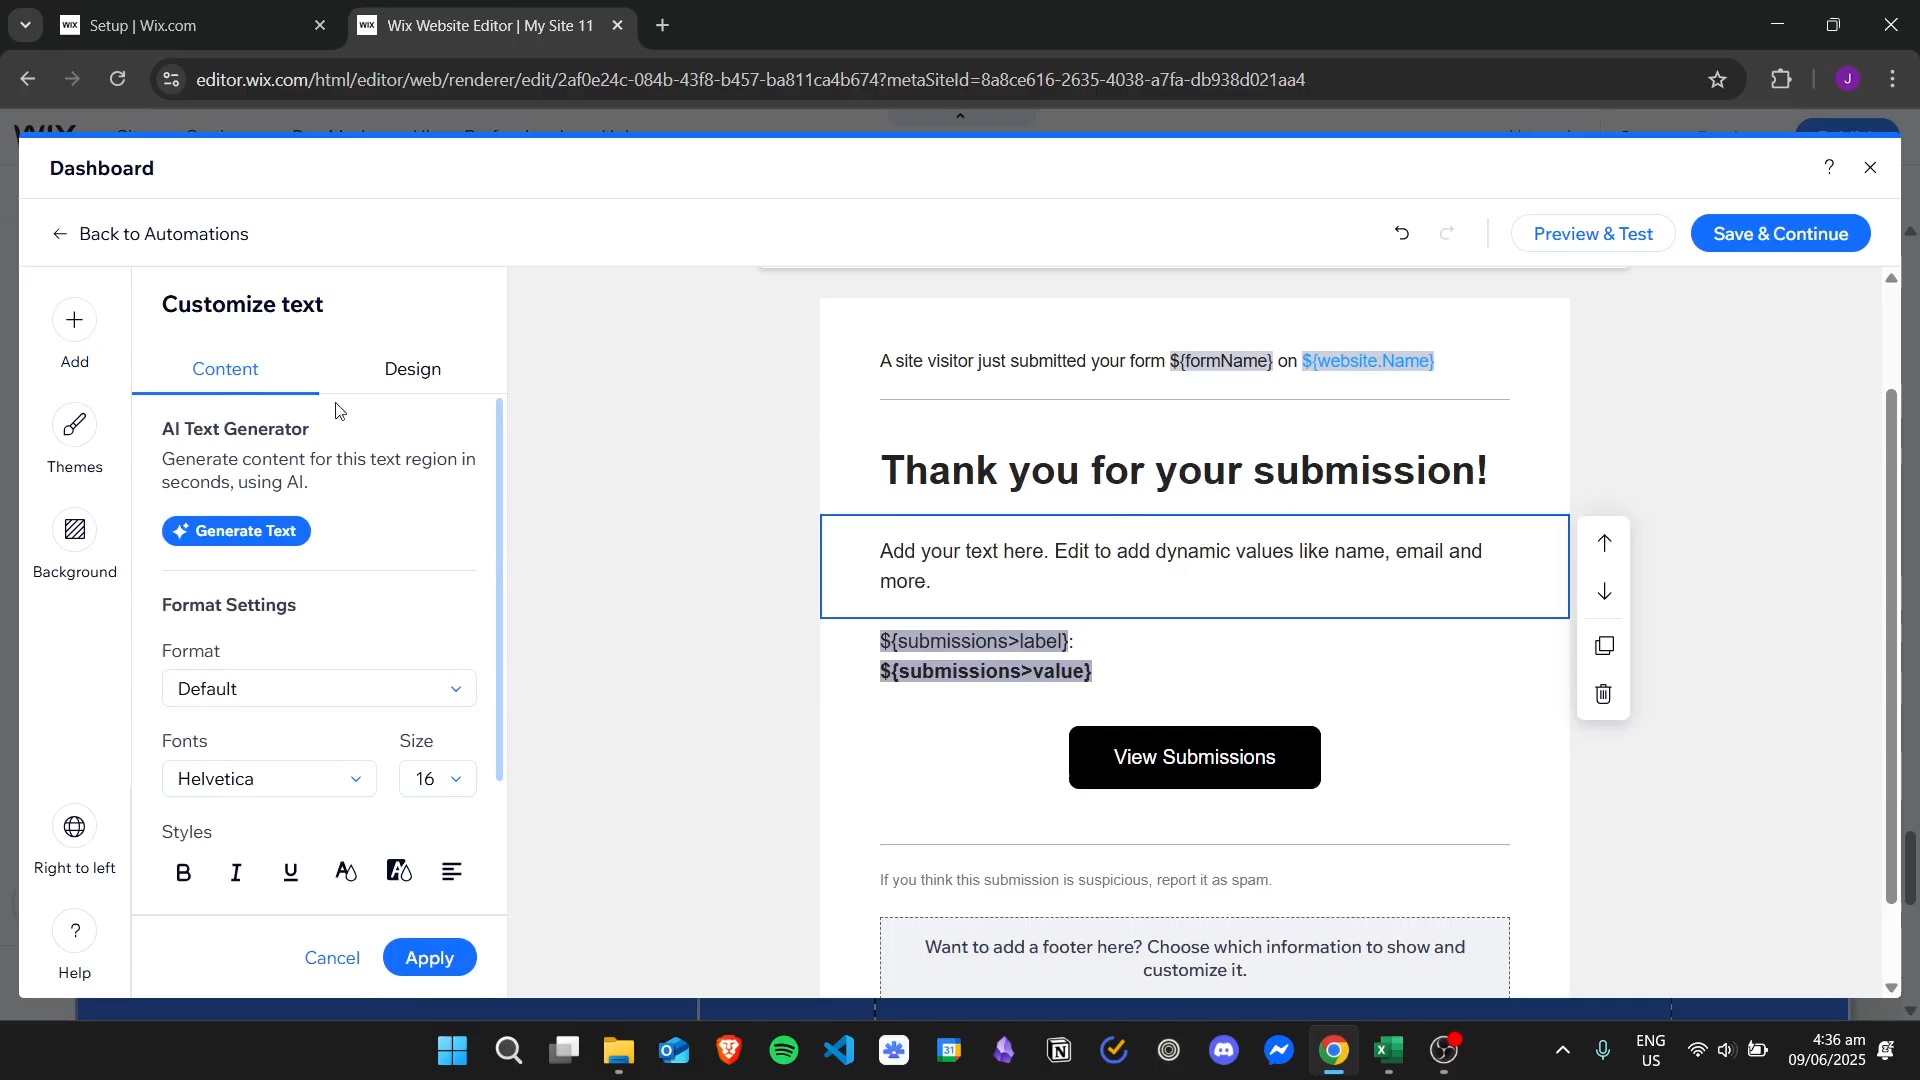 Setup | Wix.com
Wix Website Editor | My Site 11
editor.wix.com/html/editor/web/renderer/edit/2af0e24c-084b-43f8-b457-ba811ca4b674?metaSiteId=8a8ce616-2635-4038-a7fa-db938d021aa4
J
Dashboard
?
Back to Automations
Preview & Test
Save & Continue
Add
Themes
Background
Right to left
?
Help
Customize text
Content
Design
AI Text Generator
Generate content for this text region in
seconds, using AI.
Generate Text
Format Settings
Format
Default
Fonts
Size
Helvetica
16
Styles
B
I
U
Cancel
Apply
A site visitor just submitted your form ${formName} on ${website.Name}
Thank you for your submission!
Add your text here. Edit to add dynamic values like name, email and
more.
${submissions>label}:
${submissions>value}
View Submissions
If you think this submission is suspicious, report it as spam.
Want to add a footer here? Choose which information to show and
customize it.
ENG
US
4:36 am
09/06/2025